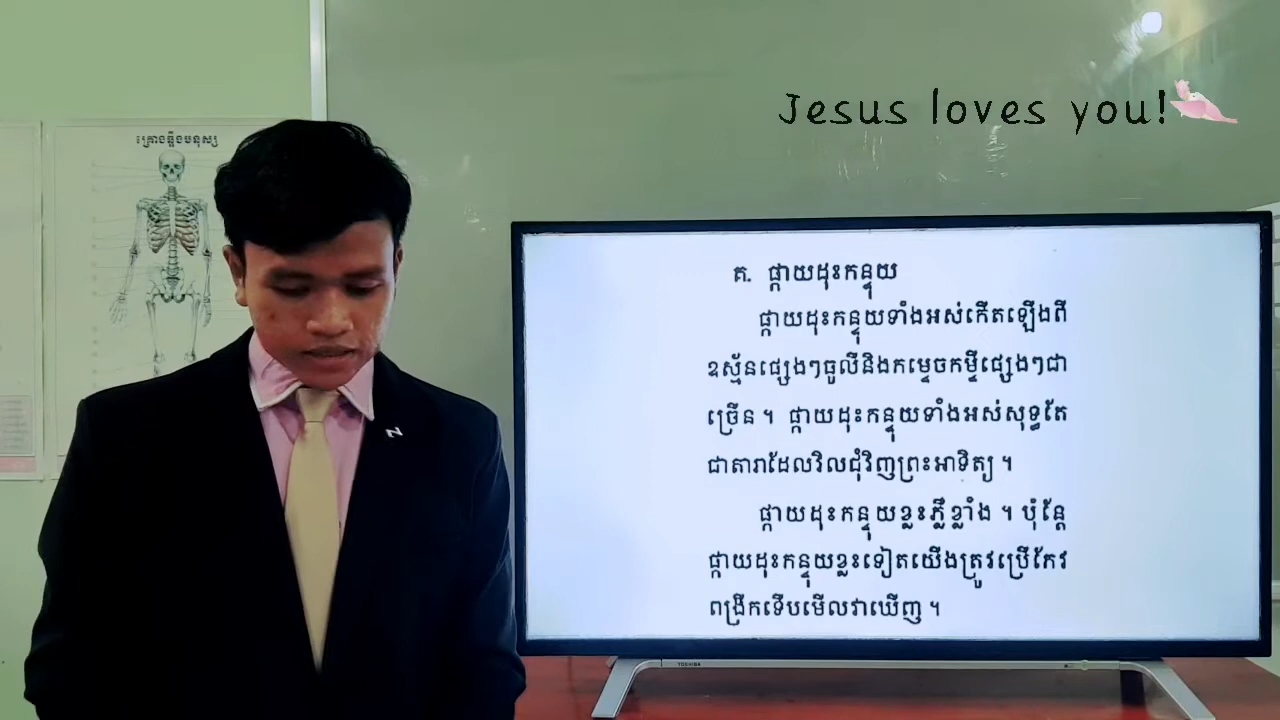 Jesus loves you!
គ្រោងឆ្អឹងមនុស្ស
គ. ផ្កាយដុះកន្ទុយ
ផ្កាយដុះកន្ទុយទាំងអស់កើតឡើងពី
ឧស្ម័នផ្សេងៗធូលីនិងកម្ទេចកម្ទីផ្សេងៗជា
ច្រើន ។ ផ្កាយដុះកន្ទុយទាំងអស់សុទ្ធតែ
ជាតារាដែលវិលជុំវិញព្រះអាទិត្យ ។
ផ្កាយដុះកន្ទុយខ្លះភ្លឺខ្លាំង ។ ប៉ុន្តែ
ផ្កាយដុះកន្ទុយខ្លះទៀតយើងត្រូវប្រើកែវ
ពង្រីកទើបមើលវាឃើញ ។
TOSHIBA